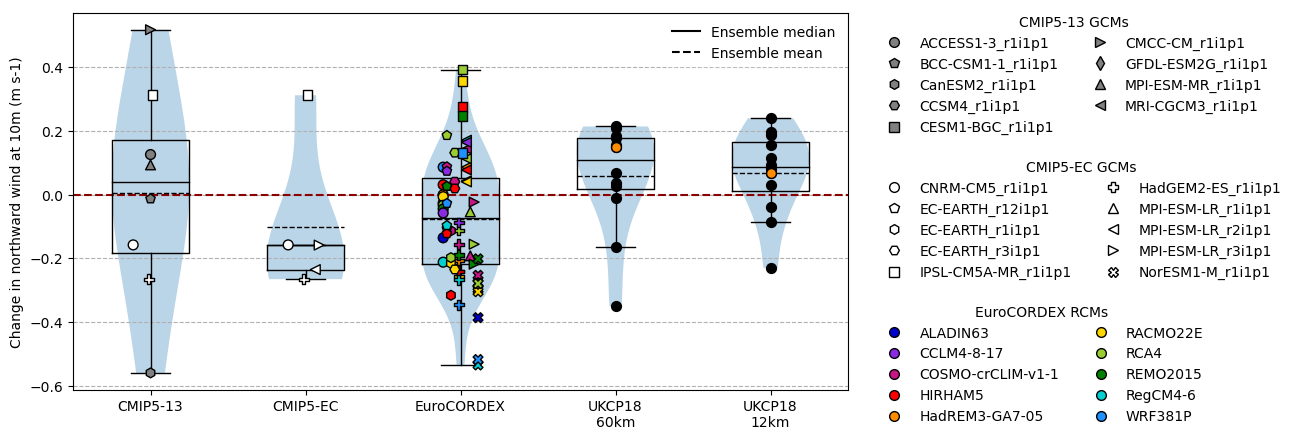 Change in northward wind at 10m (m s-1)
0.4
0.2
0.0
−0.2
−0.4
−0.6
Ensemble median
Ensemble mean
CMIP5-13
CMIP5-EC
EuroCORDEX
UKCP18
60km
UKCP18
12km
CMIP5-13 GCMs
ACCESS1-3_r1i1p1
BCC-CSM1-1_r1i1p1
CanESM2_r1i1p1
CCSM4_r1i1p1
CESM1-BGC_r1i1p1
CMCC-CM_r1i1p1
GFDL-ESM2G_r1i1p1
MPI-ESM-MR_r1i1p1
MRI-CGCM3_r1i1p1
CMIP5-EC GCMs
CNRM-CM5_r1i1p1
EC-EARTH_r12i1p1
EC-EARTH_r1i1p1
EC-EARTH_r3i1p1
IPSL-CM5A-MR_r1i1p1
HadGEM2-ES_r1i1p1
MPI-ESM-LR_r1i1p1
MPI-ESM-LR_r2i1p1
MPI-ESM-LR_r3i1p1
NorESM1-M_r1i1p1
EuroCORDEX RCMs
ALADIN63
CCLM4-8-17
COSMO-crCLIM-v1-1
HIRHAM5
HadREM3-GA7-05
RACMO22E
RCA4
REMO2015
RegCM4-6
WRF381P